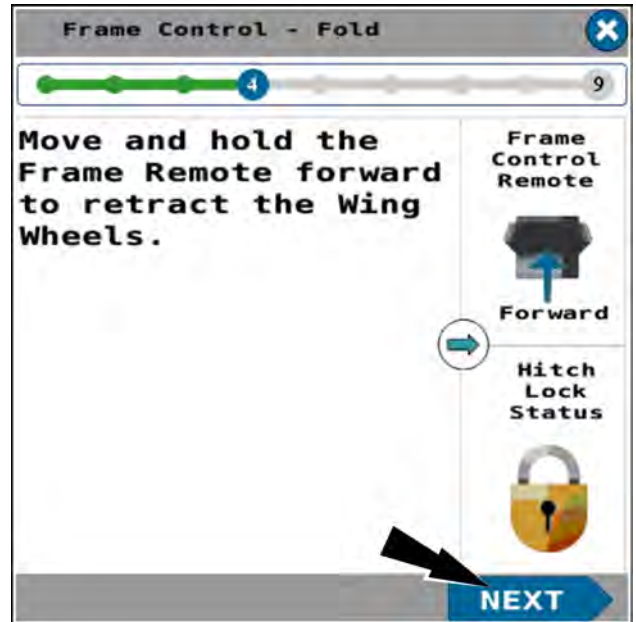 Frame Control - Fold
4
9
Move and hold the
Frame Remote forward
to retract the Wing
Wheels.
Frame
Control
Remote
Forward
Hitch
Lock
Status
NEXT